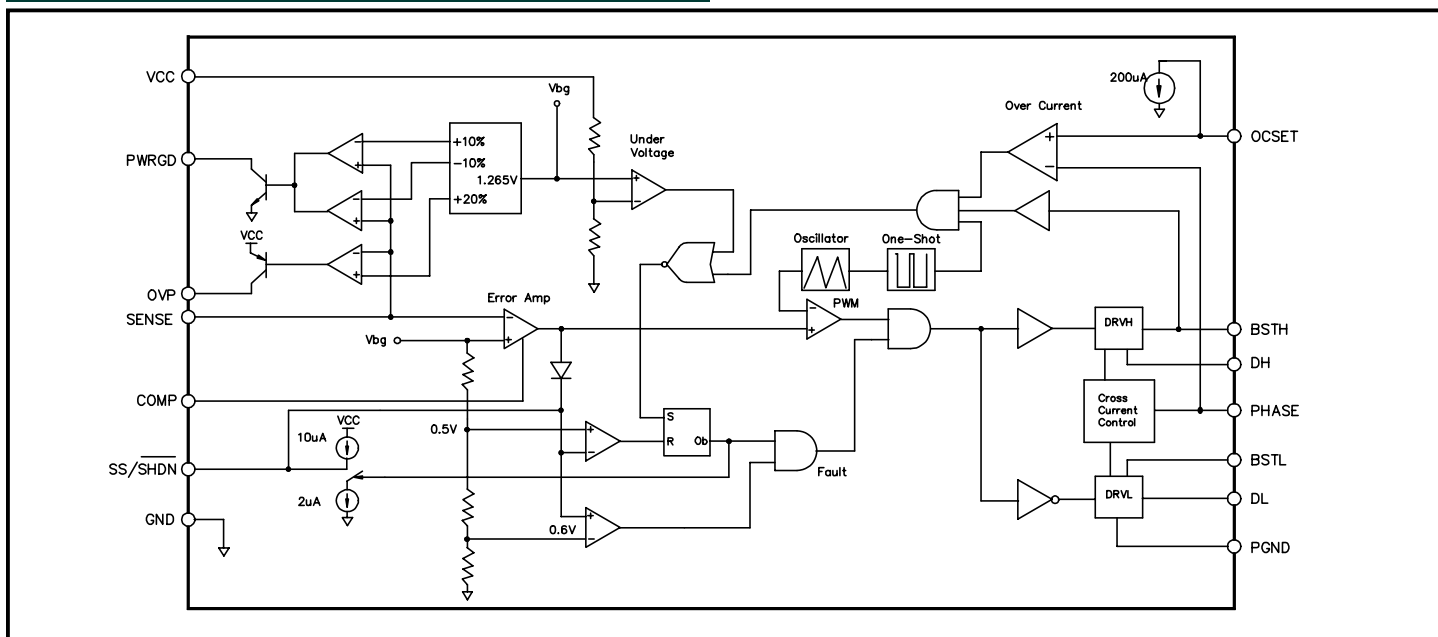 VCC
200uA
Vbg
Over Current
OCSET
Under
Voltage
+
−
+10%
−
+
PWRGD
−10%
1.265V
+20%
+
−
−
+
VCC
Oscillator
One-Shot
−
+
OVP
Error Amp
PWM
−
+
SENSE
−
+
DRVH
BSTH
Vbg
DH
COMP
Cross
Current
Control
PHASE
VCC
S
10uA
0.5V
+
−
R
Ob
SS/SHDN
Fault
BSTL
DRVL
2uA
DL
GND
0.6V
+
−
PGND